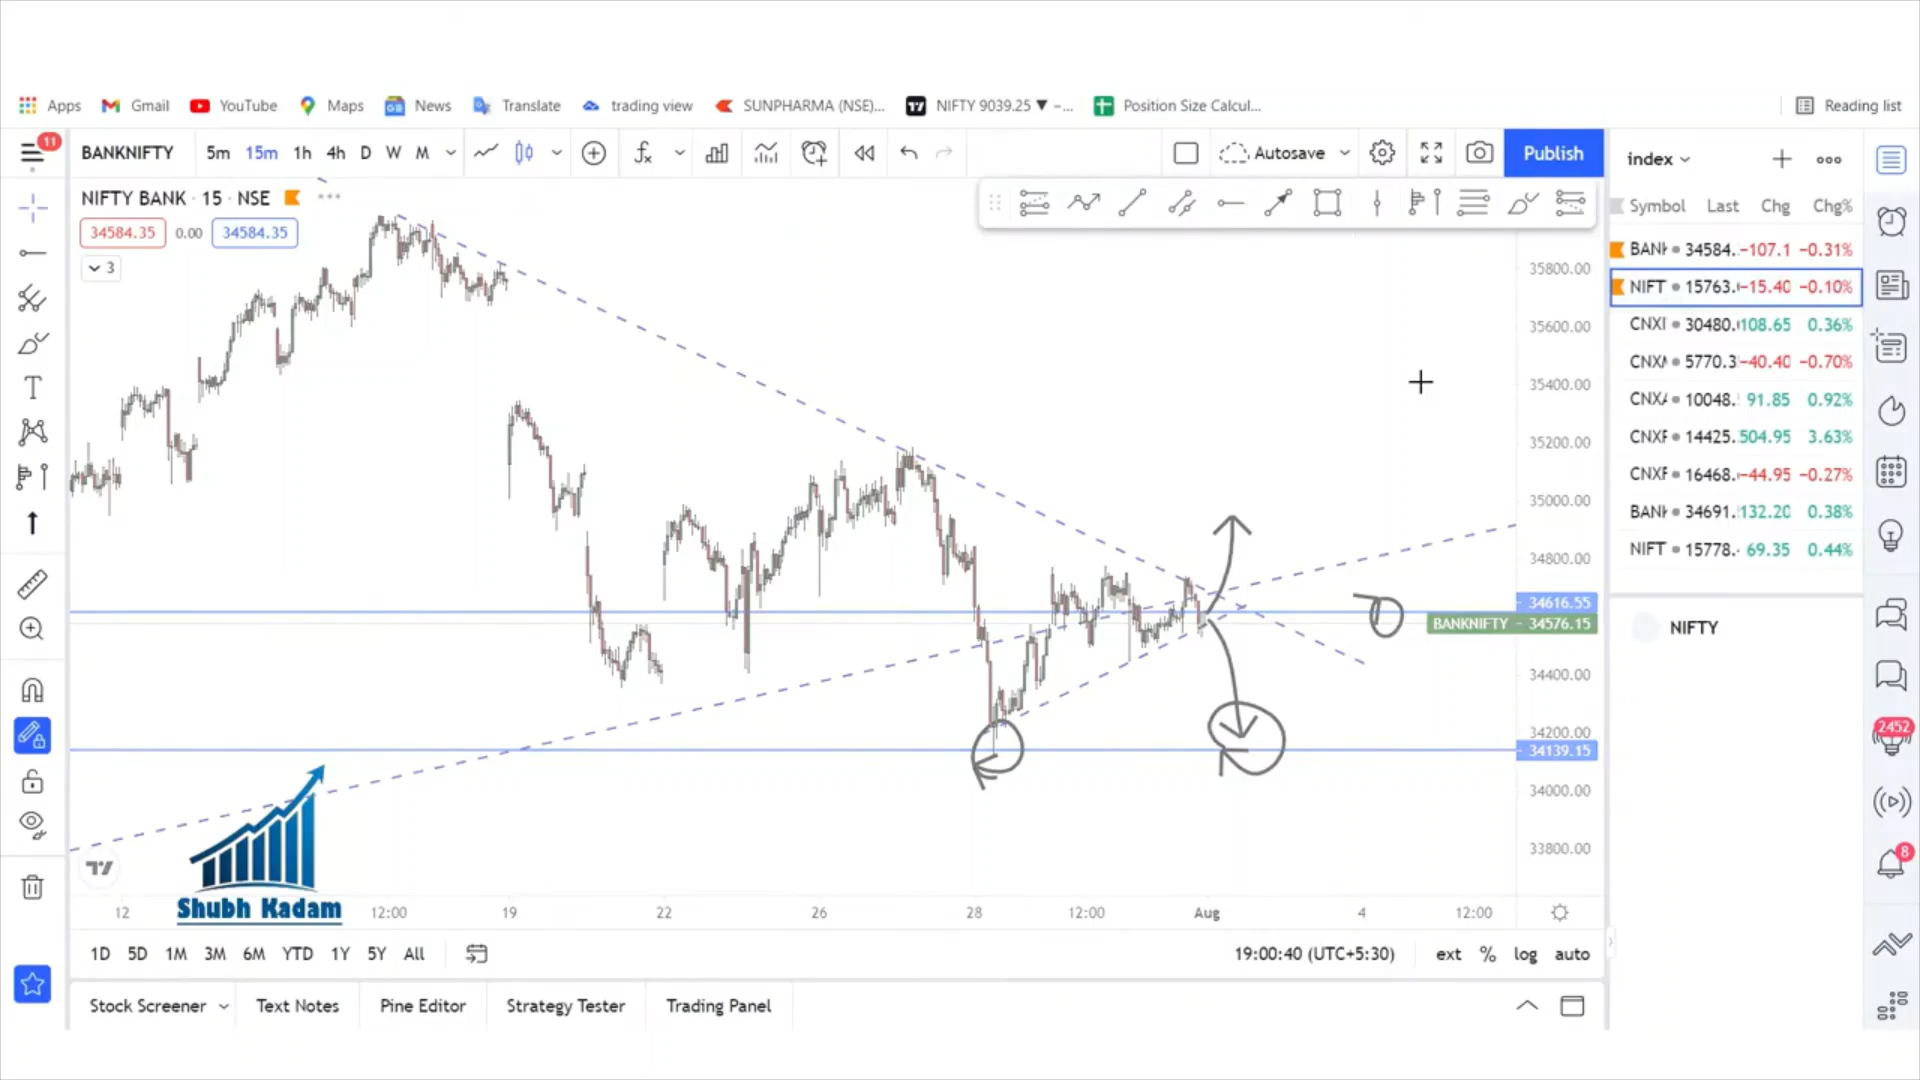 Apps Gmail YouTube Maps News Translate trading view SUNPHARMA (NSE)... NIFTY 9039.25 ▼ −... Position Size Calcul... Reading list
11 BANKNIFTY 5m 15m 1h 4h D W M Autosave Publish index
NIFTY BANK · 15 · NSE
34584.35 0.00 34584.35
3
Symbol Last Chg Chg%
34584. −107.1 −0.31%
NIFT 15763. −15.40 −0.10%
30480. 108.65 0.36%
5770.3 −40.40 −0.70%
10048. 91.85 0.92%
14425. 504.95 3.63%
16468. −44.95 −0.27%
34691. 132.20 0.38%
NIFT 15778. 69.35 0.44%
NIFTY
35800.00
35600.00
35400.00
35200.00
35000.00
34800.00
34616.55
BANKNIFTY − 34576.15
34400.00
34200.00
34139.15
34000.00
33800.00
2452
8
Shubh Kadam
12 12:00 19 22 26 28 12:00 Aug 4 12:00
1D 5D 1M 3M 6M YTD 1Y 5Y All 19:00:40 (UTC+5:30) ext % log auto
Stock Screener Text Notes Pine Editor Strategy Tester Trading Panel